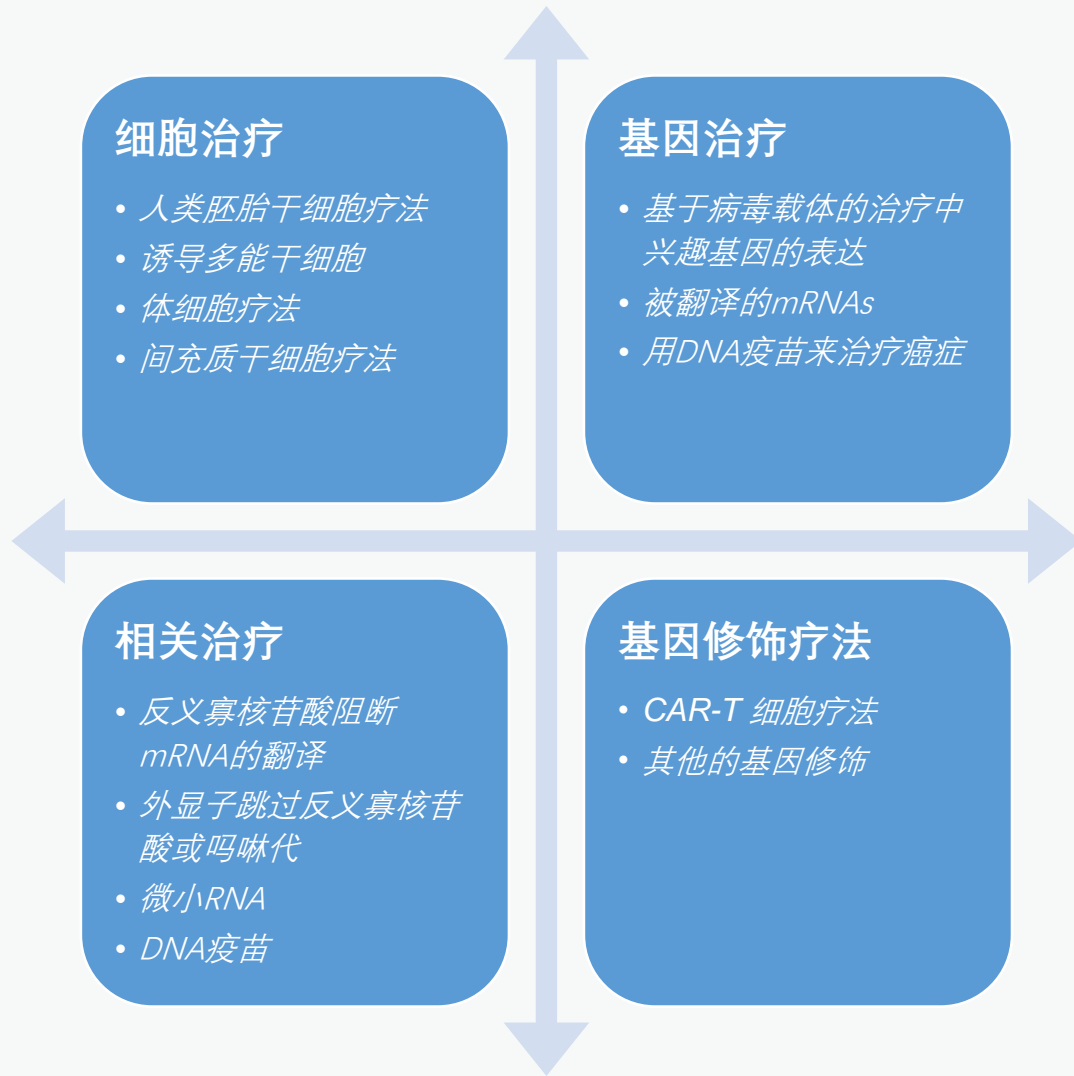 细胞治疗
• 人类胚胎干细胞疗法
• 诱导多能干细胞
• 体细胞疗法
• 间充质干细胞疗法
基因治疗
• 基于病毒载体的治疗中
兴趣基因的表达
• 被翻译的mRNAs
• 用DNA疫苗来治疗癌症
相关治疗
• 反义寡核苷酸阻断
mRNA的翻译
• 外显子跳过反义寡核苷
酸或吗啉代
• 微小RNA
• DNA疫苗
基因修饰疗法
• CAR-T 细胞疗法
• 其他的基因修饰